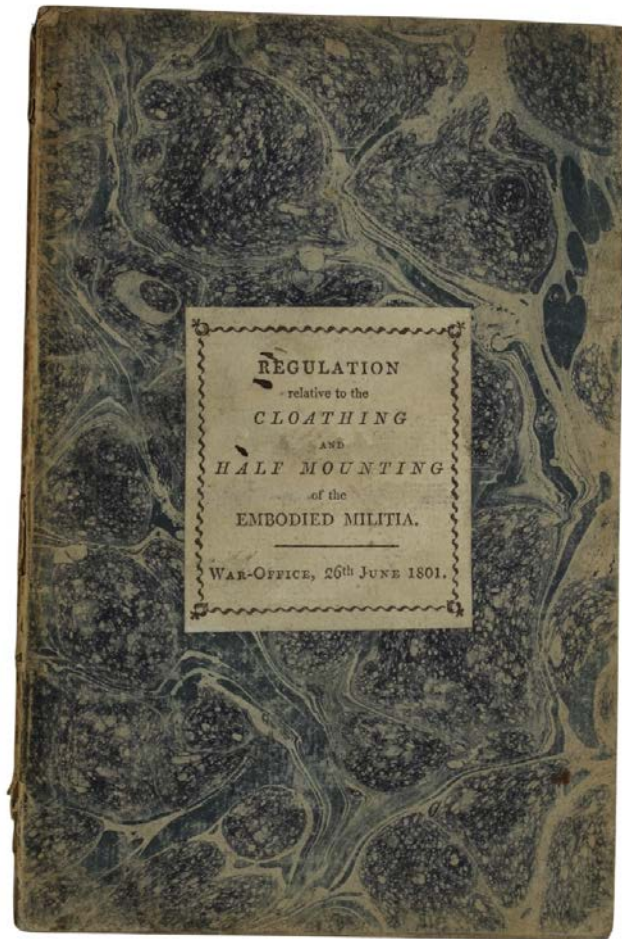 REGULATION
relative to the
CLOATHING
AND
HALF MOUNTING
of the
EMBODIED MILITIA.
WAR-OFFICE, 26th JUNE 1801.